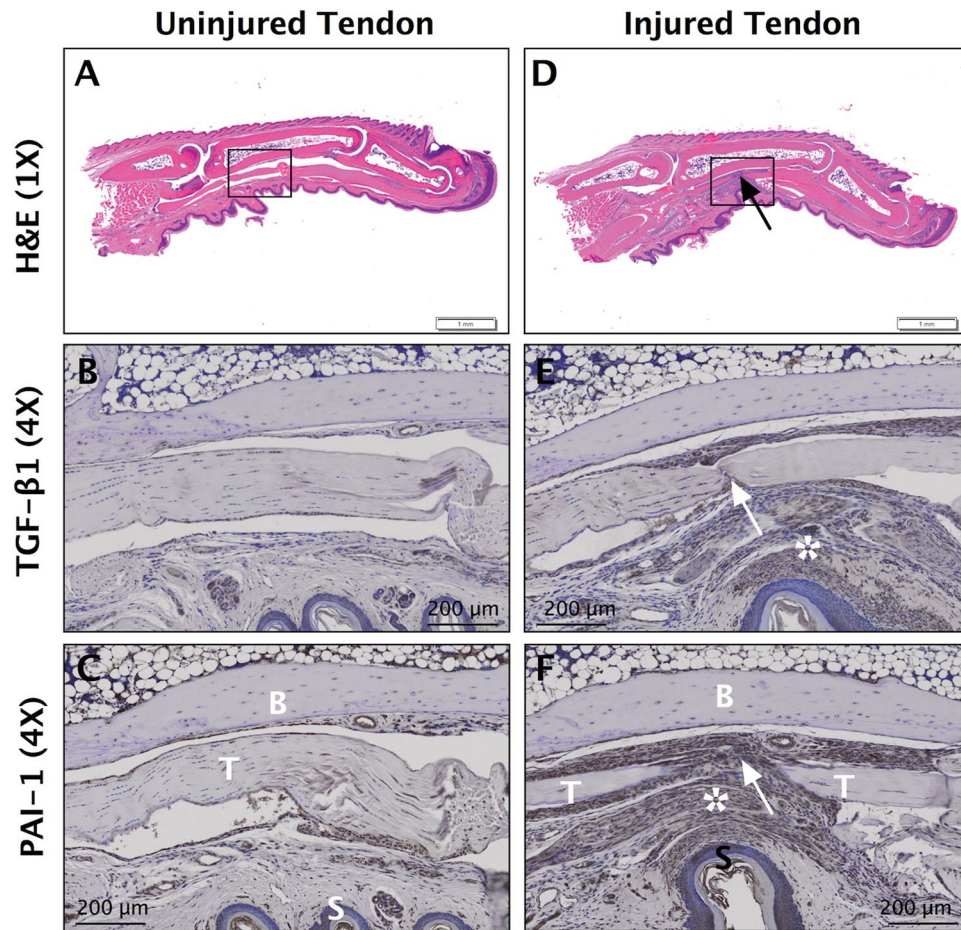 Uninjured Tendon
Injured Tendon
H&E (1X)
A
1 mm
D
1 mm
TGF-β1 (4X)
B
200 μm
E
*
200 μm
PAI-1 (4X)
C
B
T
S
200 μm
F
B
T
T
*
S
200 μm